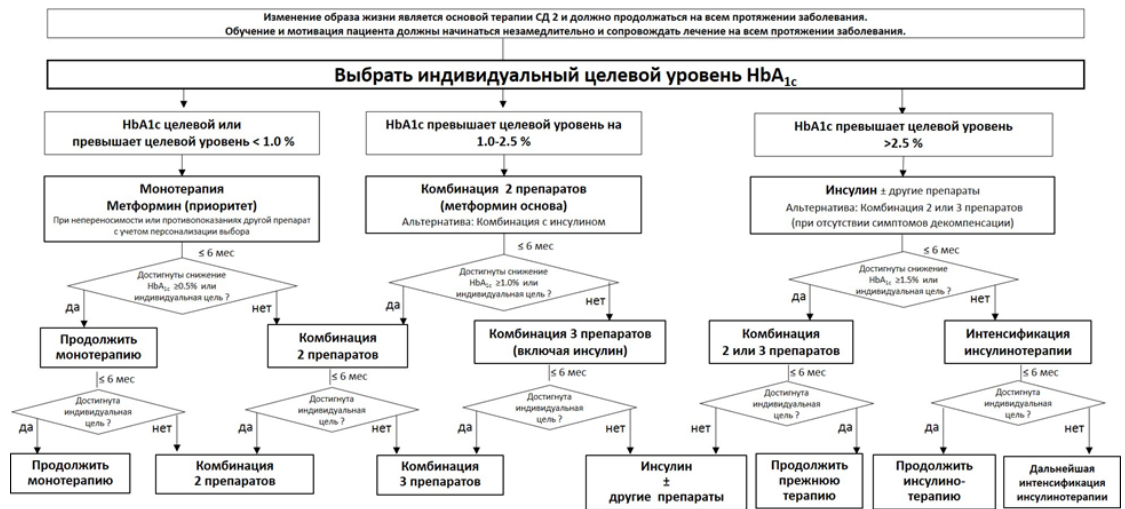 Изменение образа жизни является основой терапии СД 2 и должно продолжаться на всем протяжении заболевания.
Обучение и мотивация пациента должны начинаться незамедлительно и сопровождать лечение на всем протяжении заболевания.
Выбрать индивидуальный целевой уровень HbA1c
HbA1c целевой или
превышает целевой уровень < 1.0 %
HbA1c превышает целевой уровень на
1.0-2.5 %
HbA1c превышает целевой уровень
>2.5 %
Монотерапия
Метформин (приоритет)
При непереносимости или противопоказаниях другой препарат
с учетом персонализации выбора
Комбинация 2 препаратов
(метформин основа)
Альтернатива: Комбинация с инсулином
Инсулин ± другие препараты
Альтернатива: Комбинация 2 или 3 препаратов
(при отсутствии симптомов декомпенсации)
≤ 6 мес
≤ 6 мес
≤ 6 мес
Достигнуты снижение
HbA1c ≥0.5% или
индивидуальная цель ?
Достигнуты снижение
HbA1c ≥1.0% или
индивидуальная цель ?
Достигнуты снижение
HbA1c ≥1.5% или
индивидуальная цель ?
да
нет
да
нет
да
нет
Продолжить
монотерапию
Комбинация
2 препаратов
Комбинация 3 препаратов
(включая инсулин)
Комбинация
2 или 3 препаратов
Интенсификация
инсулинотерапии
≤ 6 мес
≤ 6 мес
≤ 6 мес
≤ 6 мес
≤ 6 мес
Достигнута
индивидуальная
цель ?
Достигнута
индивидуальная
цель ?
Достигнута
индивидуальная
цель ?
Достигнута
индивидуальная
цель ?
Достигнута
индивидуальная
цель ?
да
нет
да
нет
да
нет
да
нет
да
нет
Продолжить
монотерапию
Комбинация
2 препаратов
Комбинация
3 препаратов
Инсулин
±
другие препараты
Продолжить
прежнюю
терапию
Продолжить
инсулино-
терапию
Дальнейшая
интенсификация
инсулинотерапии